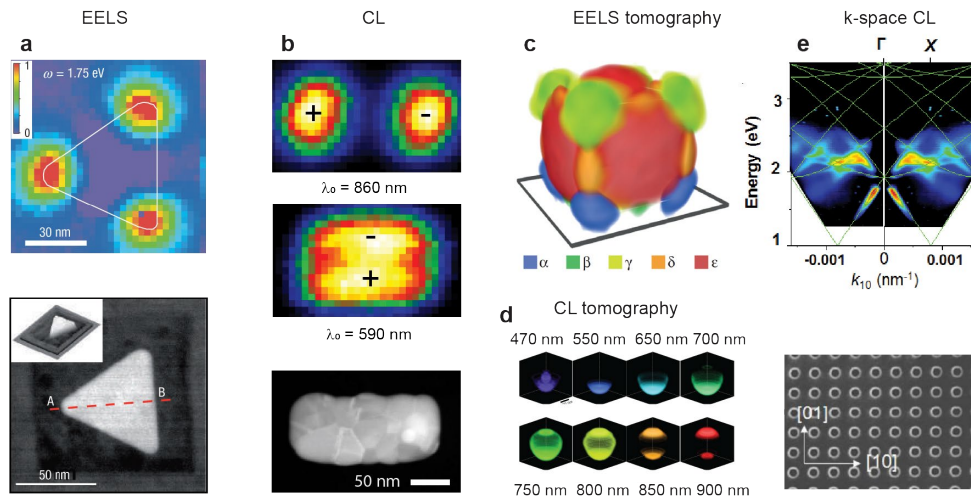 EELS
CL
EELS tomography
k-space CL
a
1
0
ω = 1.75 eV
30 nm
A
B
50 nm
b
+
-
λ₀ = 860 nm
-
+
λ₀ = 590 nm
50 nm
c
α
β
γ
δ
ε
d
CL tomography
470 nm 550 nm 650 nm 700 nm
750 nm 800 nm 850 nm 900 nm
e
Γ X
Energy (eV)
3
2
1
-0.001 0 0.001
k₁₀ (nm⁻¹)
[01]
[10]